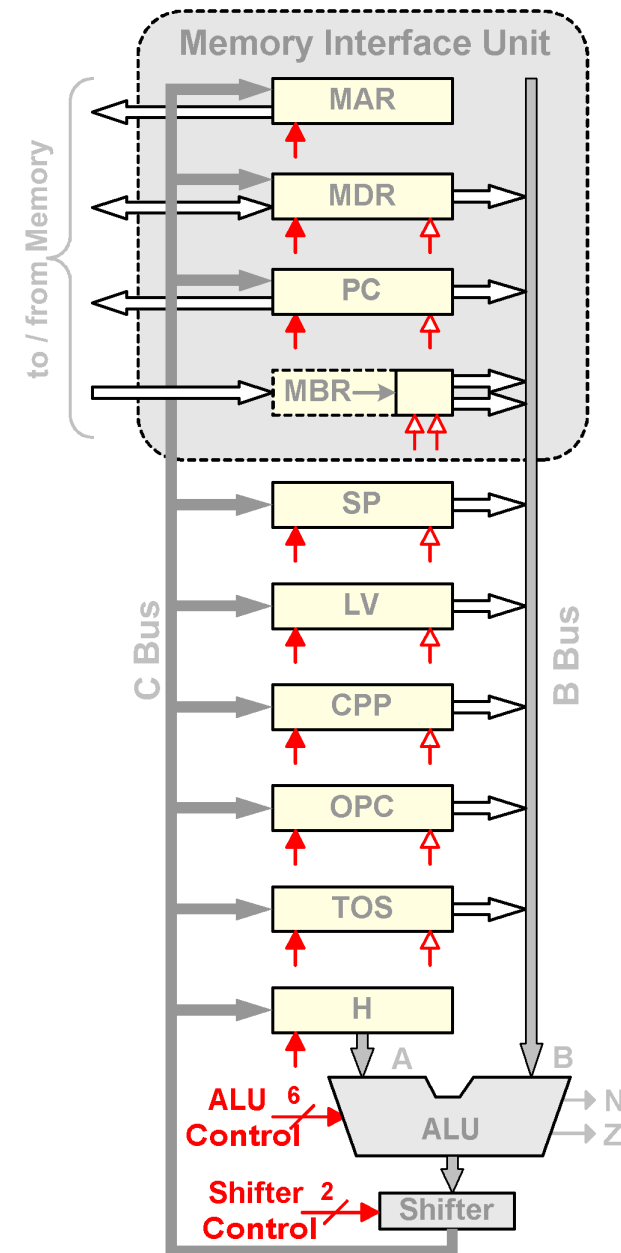 Memory Interface Unit
MAR
MDR
PC
MBR
to / from Memory
SP
LV
CPP
OPC
TOS
H
C Bus
B Bus
A
B
ALU
Control
6
ALU
N
Z
Shifter
Control
2
Shifter